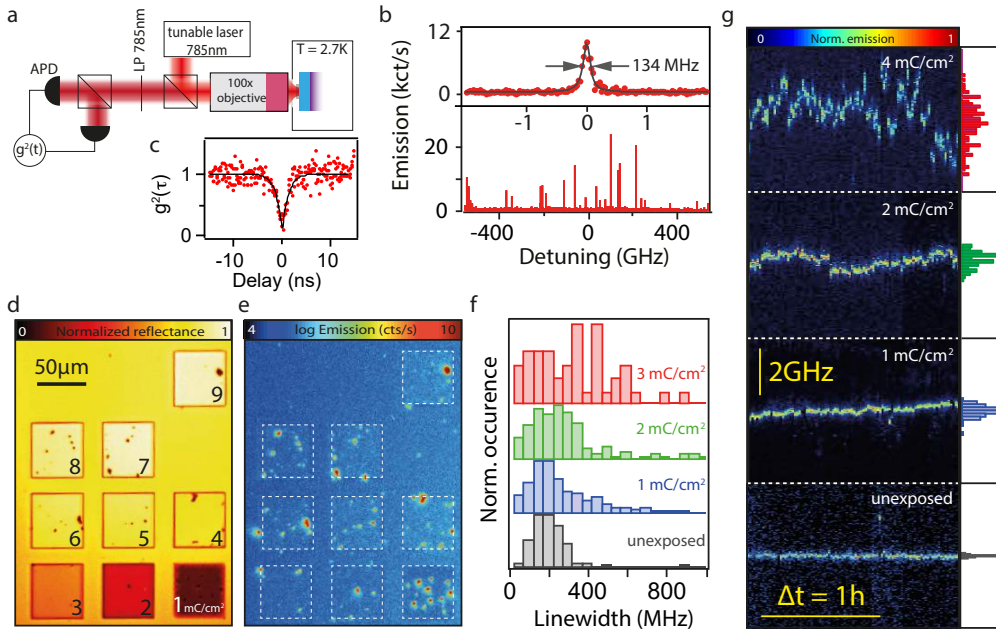 a
APD
LP 785nm
tunable laser
785nm
100x
objective
T = 2.7K
g²(t)
b
Emission (kct/s)
10
0
134 MHz
-1
0
1
20
10
0
-400
0
400
Detuning (GHz)
c
g²(τ)
1
0
-10
0
10
Delay (ns)
d
0
Normalized reflectance
1
50µm
9
8
7
6
5
4
3
2
1mC/cm²
e
4
log Emission (cts/s)
10
f
Norm. occurence
3 mC/cm²
2 mC/cm²
1 mC/cm²
unexposed
0
400
800
Linewidth (MHz)
g
0
Norm. emission
1
4 mC/cm²
2 mC/cm²
1 mC/cm²
2GHz
unexposed
Δt = 1h